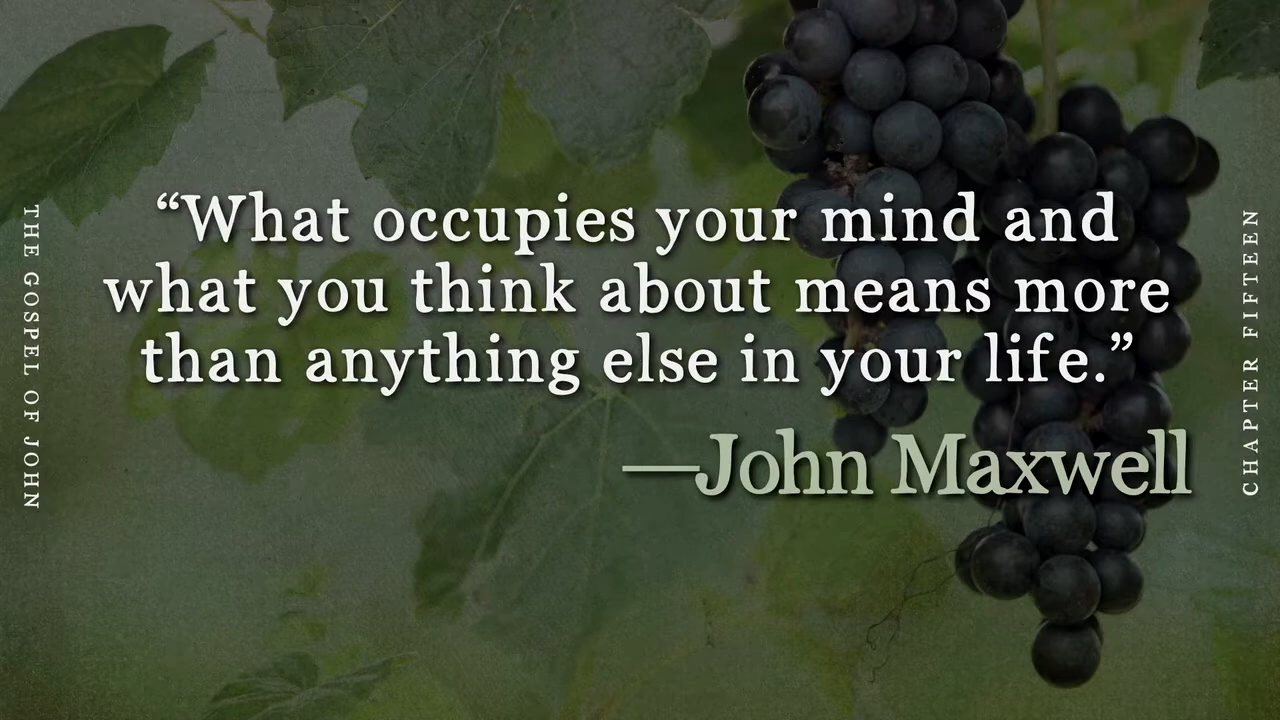 THE GOSPEL OF JOHN
“What occupies your mind and
what you think about means more
than anything else in your life.”
—John Maxwell
CHAPTER FIFTEEN